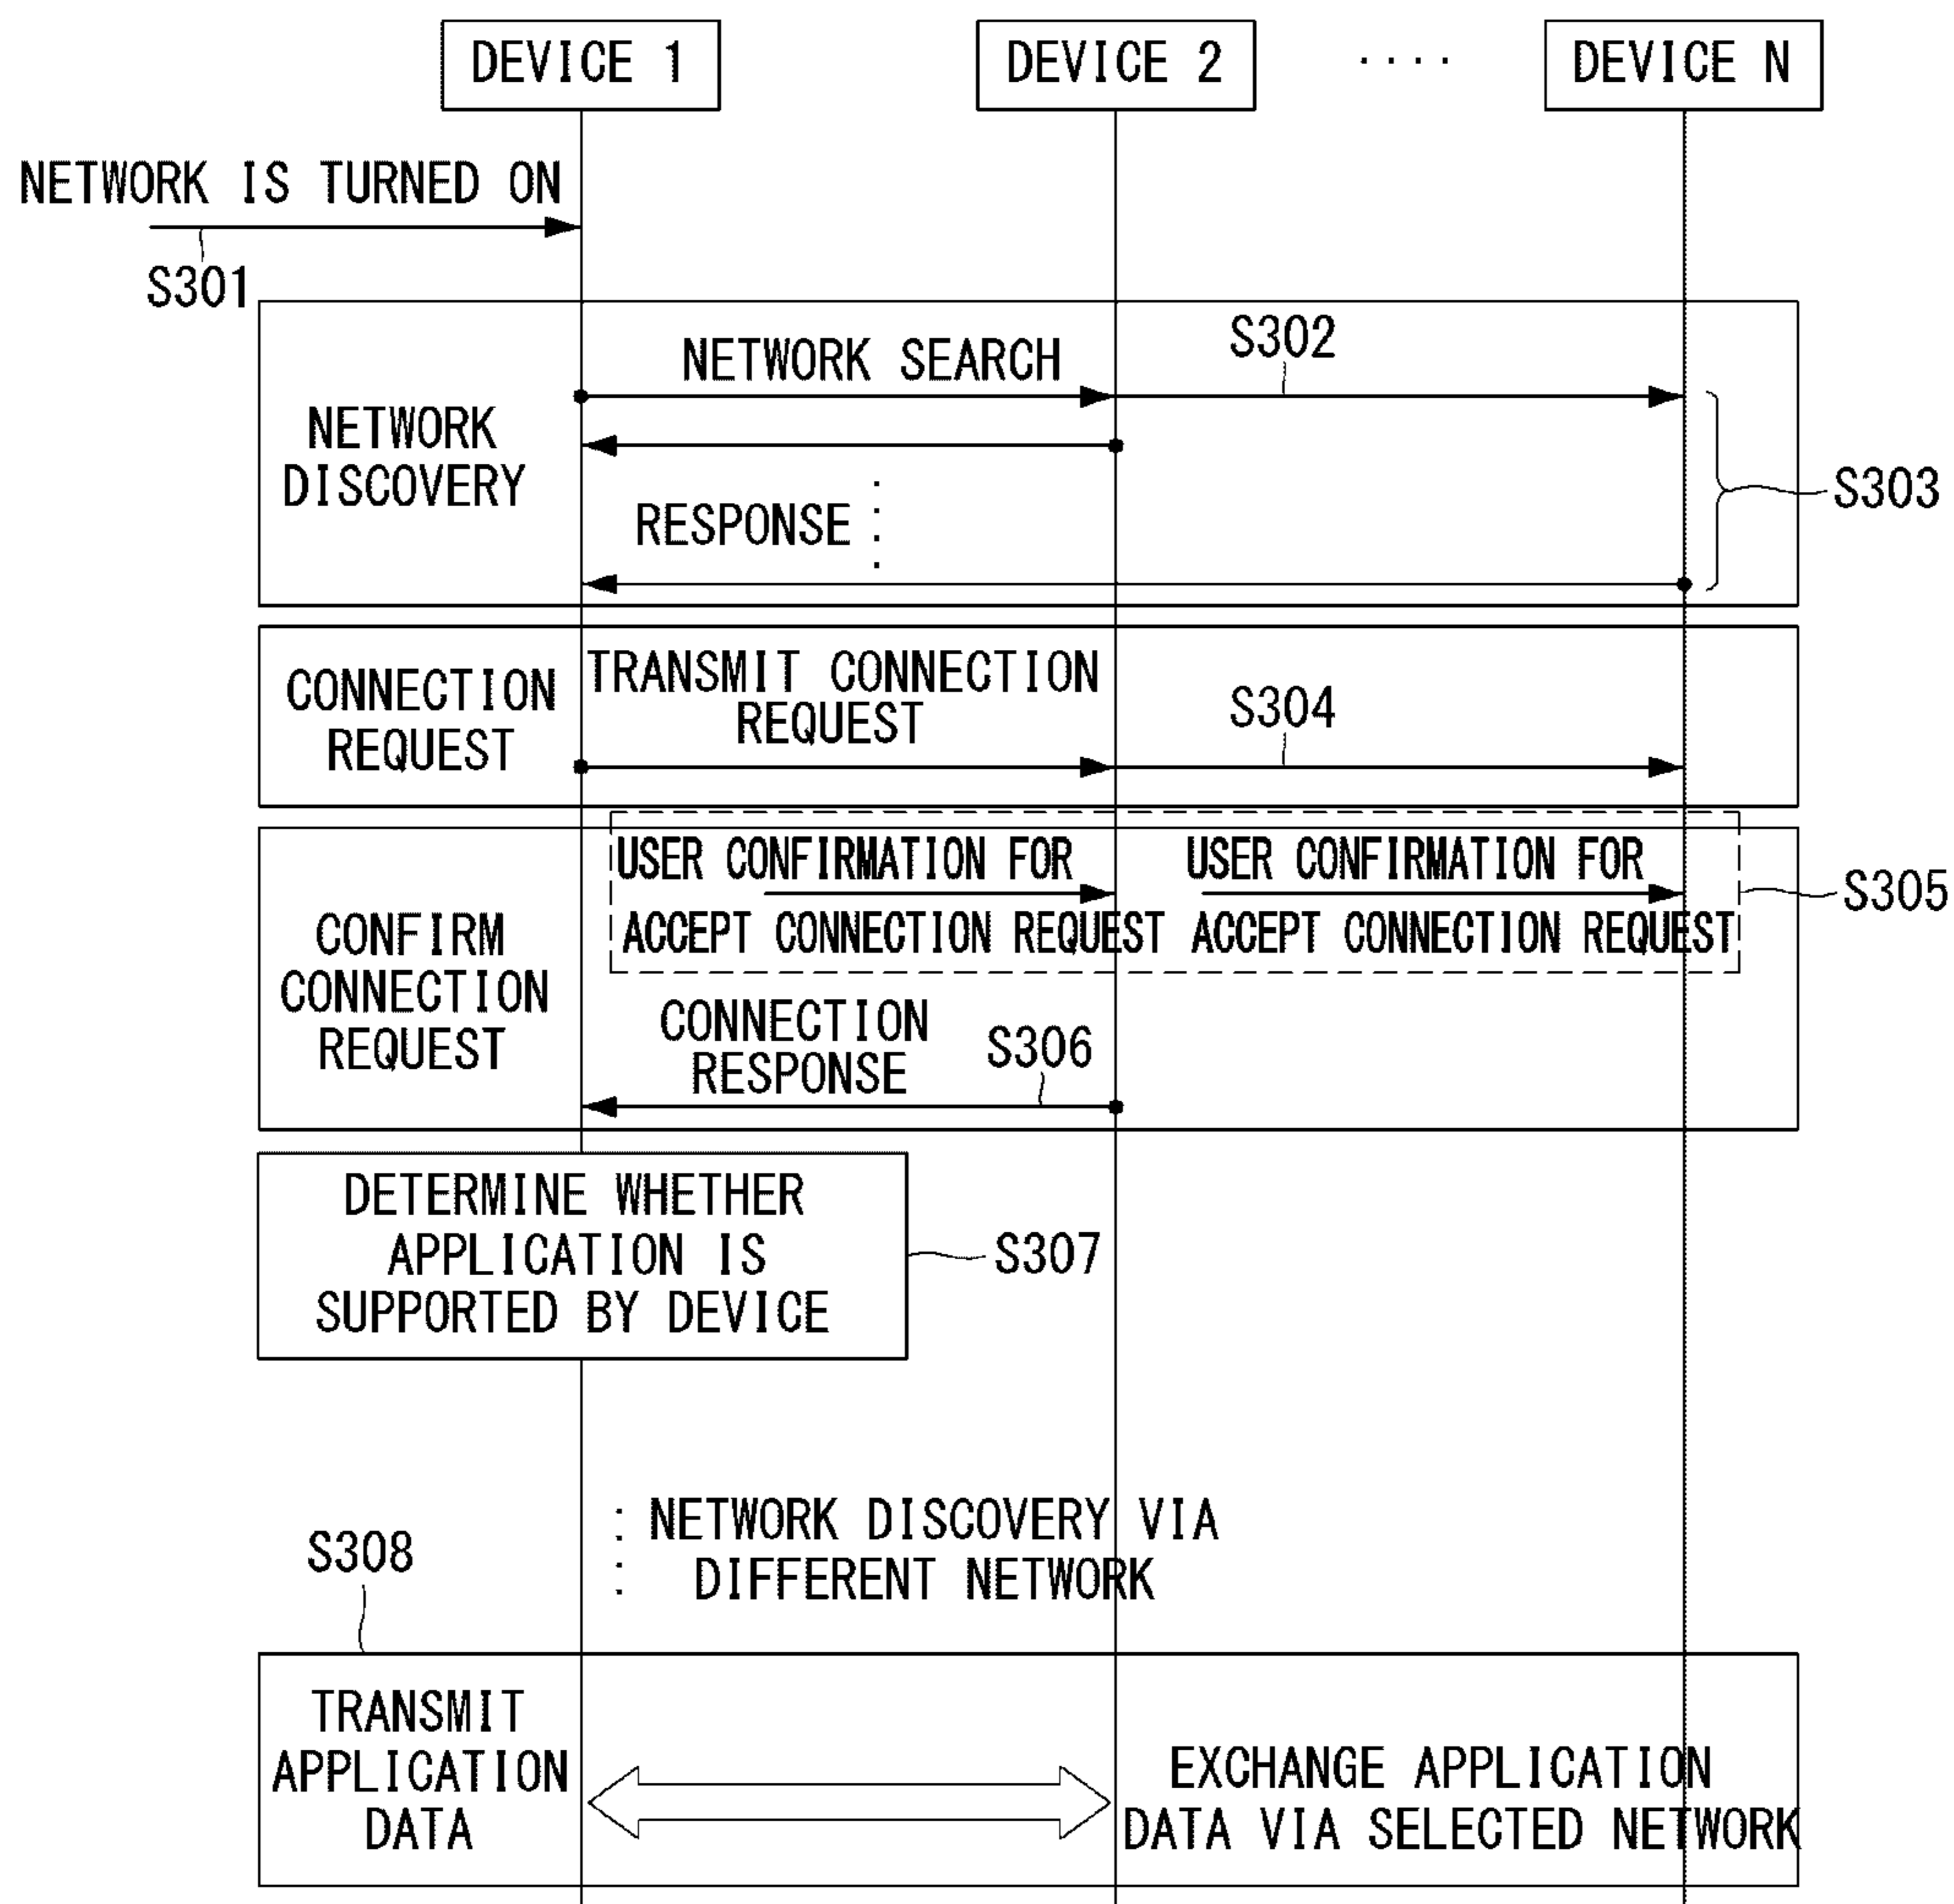 DEVICE 1
DEVICE 2
....
DEVICE N
NETWORK IS TURNED ON
S301
NETWORK SEARCH
S302
NETWORK
DISCOVERY
RESPONSE
S303
CONNECTION
REQUEST
TRANSMIT CONNECTION
REQUEST
S304
USER CONFIRMATION FOR
ACCEPT CONNECTION REQUEST
USER CONFIRMATION FOR
ACCEPT CONNECTION REQUEST
S305
CONFIRM
CONNECTION
REQUEST
CONNECTION
RESPONSE
S306
DETERMINE WHETHER
APPLICATION IS
SUPPORTED BY DEVICE
S307
NETWORK DISCOVERY VIA
DIFFERENT NETWORK
S308
TRANSMIT
APPLICATION
DATA
EXCHANGE APPLICATION
DATA VIA SELECTED NETWORK